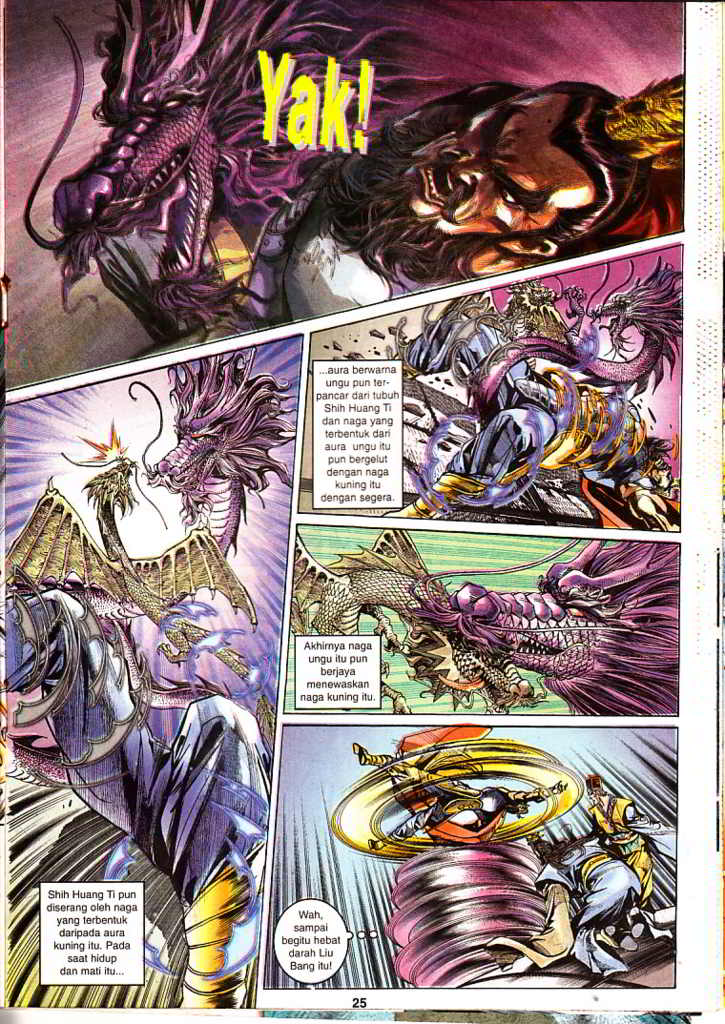 Yak!
Shih Huang Ti pun
diserang oleh naga
yang terbentuk
daripada aura
kuning itu. Pada
saat hidup
dan mati itu...
...aura berwarna
ungu pun ter-
pancar dari tubuh
Shih Huang Ti
dan naga yang
terbentuk dari
aura ungu itu
pun bergelut
dengan naga
kuning itu
dengan segera.
Akhirnya naga
ungu itu pun
berjaya
menewaskan
naga kuning itu.
Wah,
sampai
begitu hebat
darah Liu
Bang itu!
25